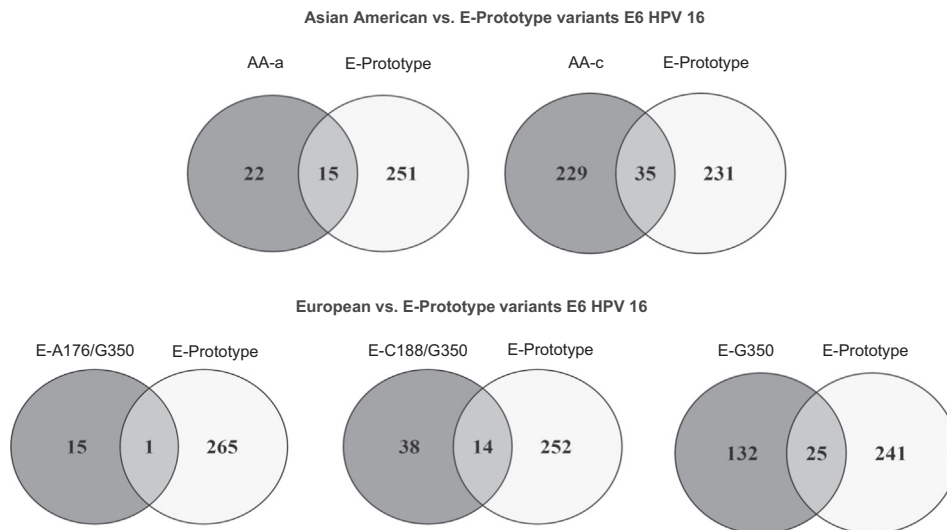 Asian American vs. E-Prototype variants E6 HPV 16
AA-a E-Prototype AA-c E-Prototype
22 15 251 229 35 231
European vs. E-Prototype variants E6 HPV 16
E-A176/G350 E-Prototype E-C188/G350 E-Prototype E-G350 E-Prototype
15 1 265 38 14 252 132 25 241